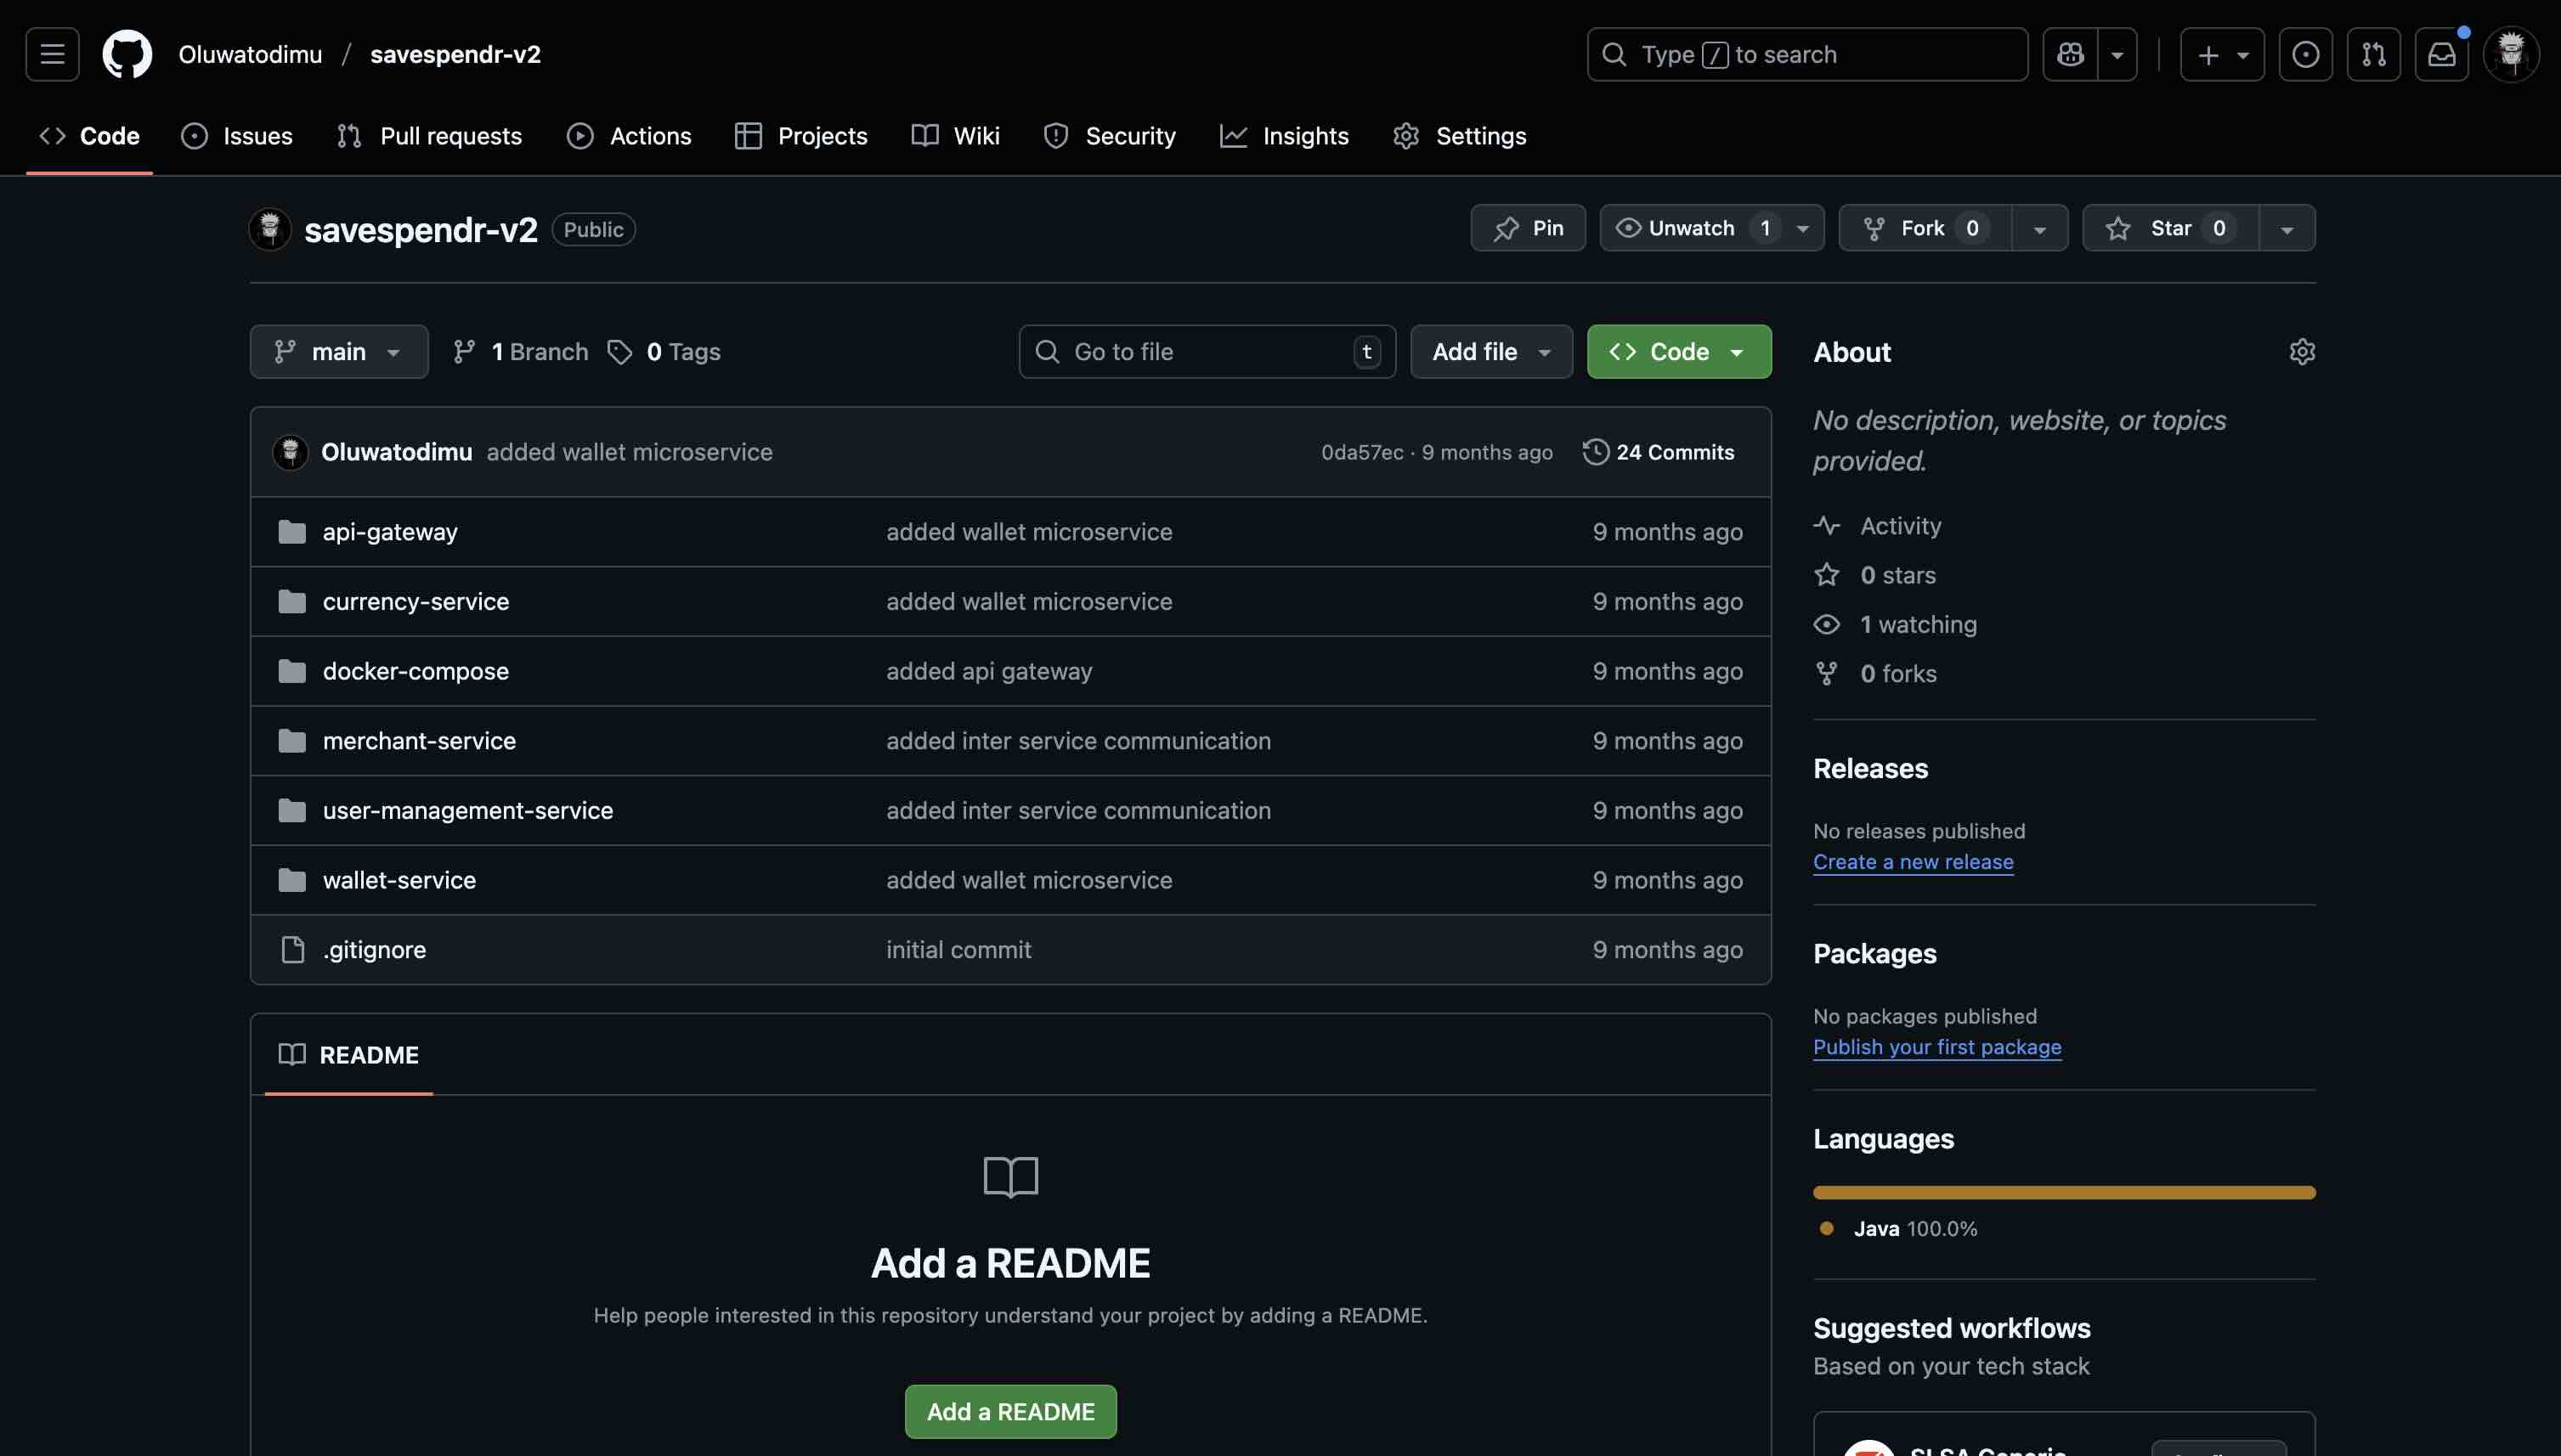 Oluwatodimu / savespendr-v2
Type / to search
Code Issues Pull requests Actions Projects Wiki Security Insights Settings
savespendr-v2 Public
Pin Unwatch 1 Fork 0 Star 0
main 1 Branch 0 Tags
Go to file t Add file Code
Oluwatodimu added wallet microservice 0da57ec · 9 months ago 24 Commits
api-gateway added wallet microservice 9 months ago
currency-service added wallet microservice 9 months ago
docker-compose added api gateway 9 months ago
merchant-service added inter service communication 9 months ago
user-management-service added inter service communication 9 months ago
wallet-service added wallet microservice 9 months ago
.gitignore initial commit 9 months ago
README
Add a README
Help people interested in this repository understand your project by adding a README.
Add a README
About
No description, website, or topics
provided.
Activity
0 stars
1 watching
0 forks
Releases
No releases published
Create a new release
Packages
No packages published
Publish your first package
Languages
Java 100.0%
Suggested workflows
Based on your tech stack
SLSA Generic